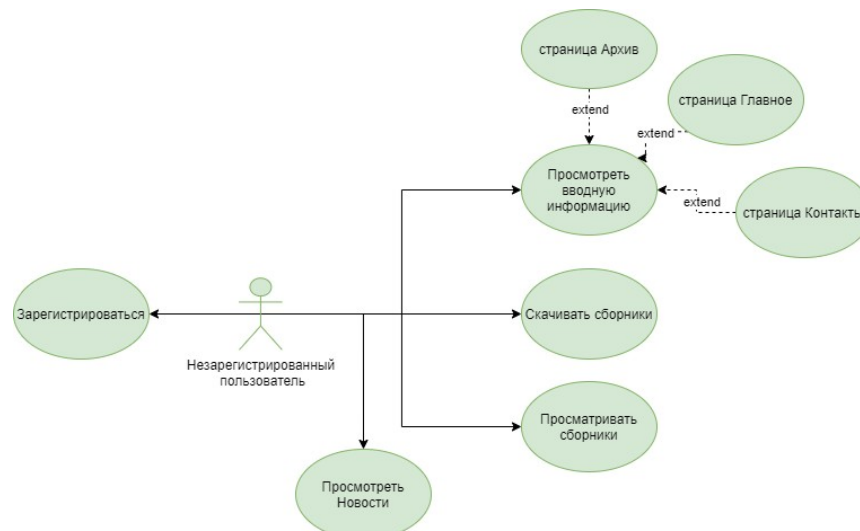 страница Архив
extend
страница Главное
extend
Просмотреть
вводную
информацию
extend
страница Контакты
Зарегистрироваться
Незарегистрированный
пользователь
Скачивать сборники
Просматривать
сборники
Просмотреть
Новости